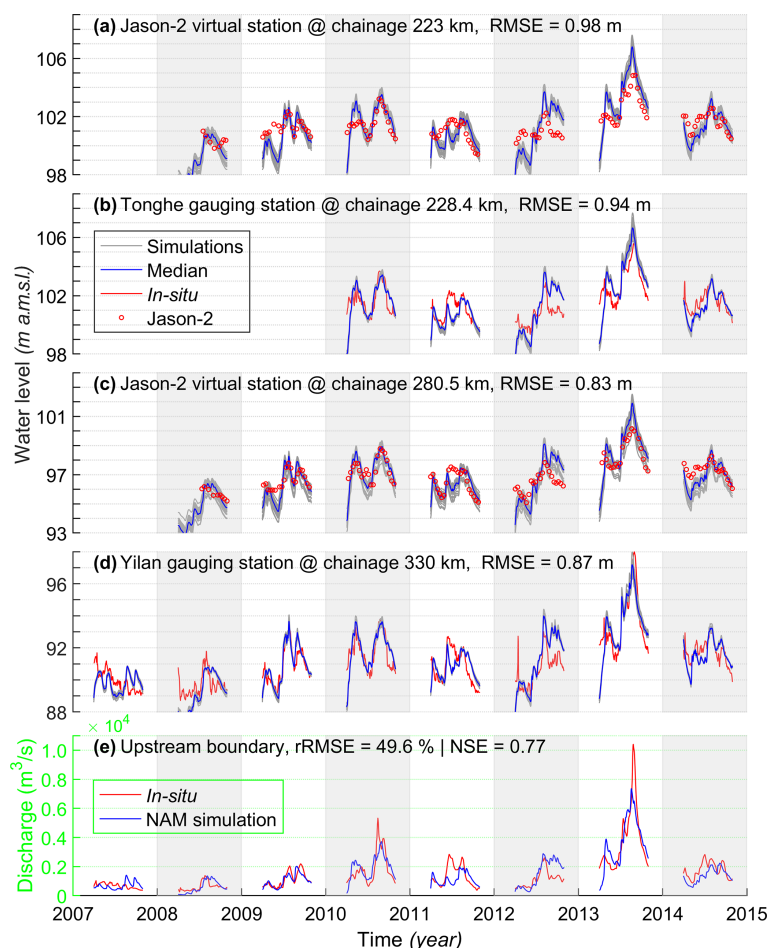 (a) Jason-2 virtual station @ chainage 223 km, RMSE = 0.98 m
106
102
98
(b) Tonghe gauging station @ chainage 228.4 km, RMSE = 0.94 m
106
102
98
Simulations
Median
In-situ
Jason-2
Water level (m a.m.s.l.)
(c) Jason-2 virtual station @ chainage 280.5 km, RMSE = 0.83 m
101
97
93
(d) Yilan gauging station @ chainage 330 km, RMSE = 0.87 m
96
92
88
× 10⁴
(e) Upstream boundary, rRMSE = 49.6 % | NSE = 0.77
1.0
0.8
0.6
0.4
0.2
0
In-situ
NAM simulation
Discharge (m³/s)
2007 2008 2009 2010 2011 2012 2013 2014 2015
Time (year)